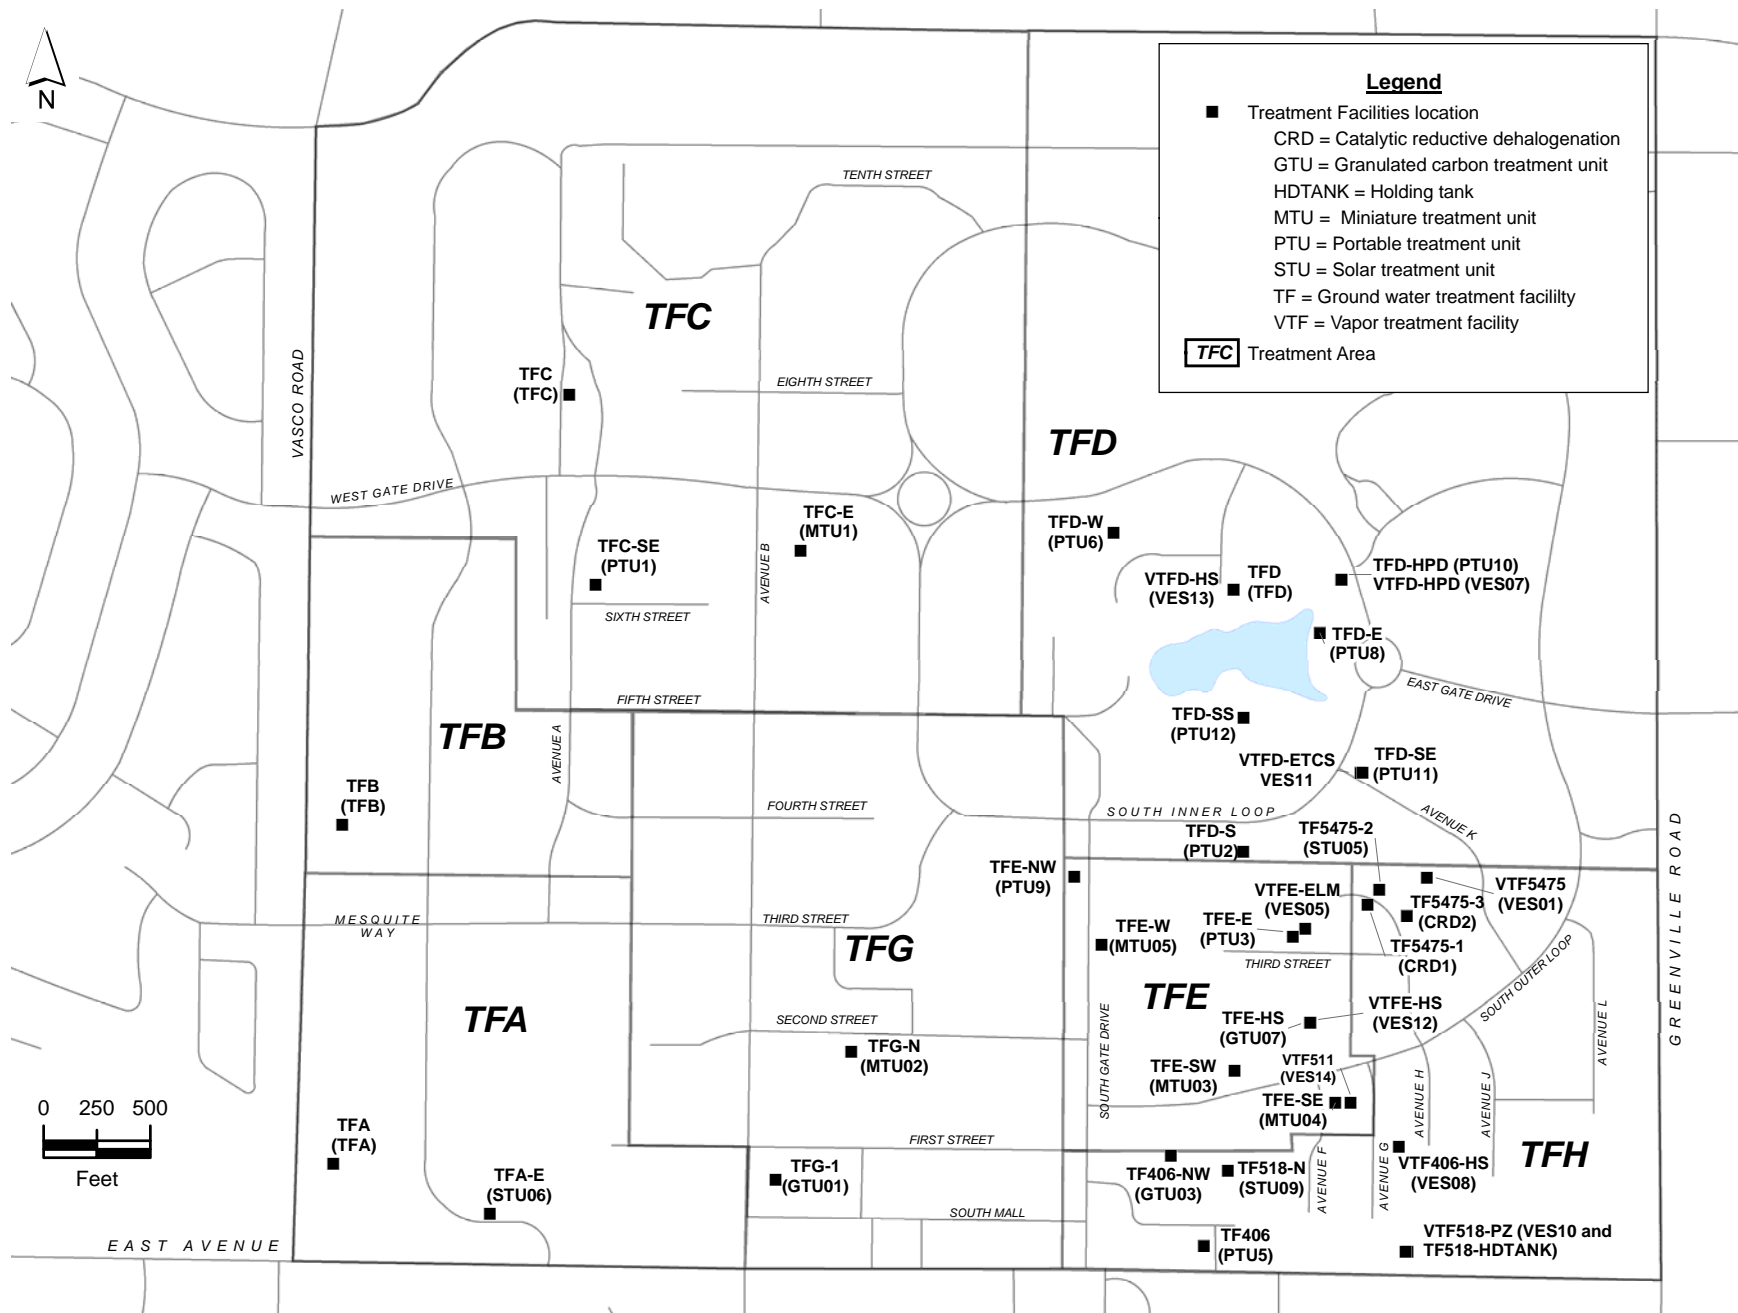 N
Legend
Treatment Facilities location
CRD = Catalytic reductive dehalogenation
GTU = Granulated carbon treatment unit
HDTANK = Holding tank
MTU = Miniature treatment unit
PTU = Portable treatment unit
STU = Solar treatment unit
TF = Ground water treatment facililty
VTF = Vapor treatment facility
TFC Treatment Area
TENTH STREET
TFC
VASCO ROAD
TFC
(TFC)
EIGHTH STREET
TFD
WEST GATE DRIVE
TFC-E
(MTU1)
TFD-W
(PTU6)
TFC-SE
(PTU1)
AVENUE B
VTFD-HS
(VES13)
TFD
(TFD)
TFD-HPD (PTU10)
VTFD-HPD (VES07)
SIXTH STREET
TFD-E
(PTU8)
EAST GATE DRIVE
FIFTH STREET
TFD-SS
(PTU12)
TFB
AVENUE A
VTFD-ETCS
VES11
TFD-SE
(PTU11)
TFB
(TFB)
FOURTH STREET
SOUTH INNER LOOP
AVENUE K
GREENVILLE ROAD
TFD-S
(PTU2)
TF5475-2
(STU05)
TFE-NW
(PTU9)
VTFE-ELM
(VES05)
VTF5475
(VES01)
TF5475-3
(CRD2)
MESQUITE
WAY
THIRD STREET
TFE-W
(MTU05)
TFE-E
(PTU3)
TF5475-1
(CRD1)
TFG
THIRD STREET
SOUTH OUTER LOOP
TFE
TFA
SECOND STREET
SOUTH GATE DRIVE
TFE-HS
(GTU07)
VTFE-HS
(VES12)
AVENUE L
TFG-N
(MTU02)
TFE-SW
(MTU03)
VTF511
(VES14)
AVENUE H
AVENUE J
TFE-SE
(MTU04)
0 250 500
Feet
TFA
(TFA)
FIRST STREET
TFH
TFA-E
(STU06)
TFG-1
(GTU01)
TF406-NW
(GTU03)
TF518-N
(STU09)
AVENUE F
AVENUE G
VTF406-HS
(VES08)
SOUTH MALL
EAST AVENUE
TF406
(PTU5)
VTF518-PZ (VES10 and
TF518-HDTANK)